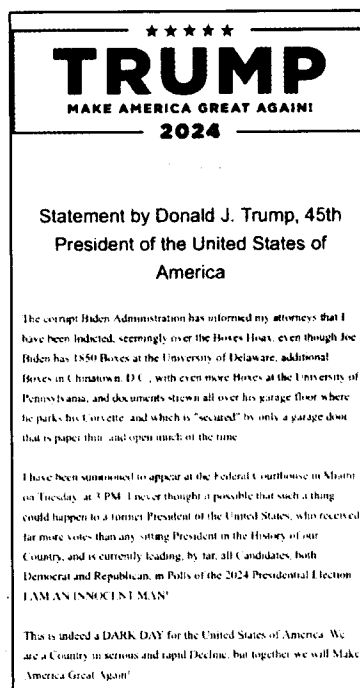 TRUMP
MAKE AMERICA GREAT AGAIN!
2024
Statement by Donald J. Trump, 45th
President of the United States of
America
The corrupt Biden Administration has informed my attorneys that I
have been Indicted, seemingly over the Boxes Hoax, even though Joe
Biden has 1850 Boxes at the University of Delaware, additional
Boxes in Chinatown, D.C., with even more Boxes at the University of
Pennsylvania, and documents strewn all over his garage floor where
he parks his Corvette, and which is "secured" by only a garage door
that is paper thin, and open much of the time.
I have been summoned to appear at the Federal Courthouse in Miami
on Tuesday, at 3 PM. I never thought it possible that such a thing
could happen to a former President of the United States, who received
far more votes than any sitting President in the History of our
Country, and is currently leading, by far, all Candidates, both
Democrat and Republican, in Polls of the 2024 Presidential Election.
I AM AN INNOCENT MAN!
This is indeed a DARK DAY for the United States of America. We
are a Country in serious and rapid Decline, but together we will Make
America Great Again!